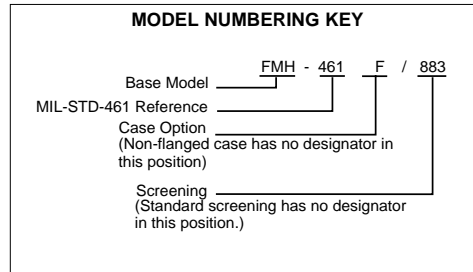 MODEL NUMBERING KEY
FMH - 461 F / 883
Base Model
MIL-STD-461 Reference
Case Option
(Non-flanged case has no designator in
this position)
Screening
(Standard screening has no designator
in this position.)